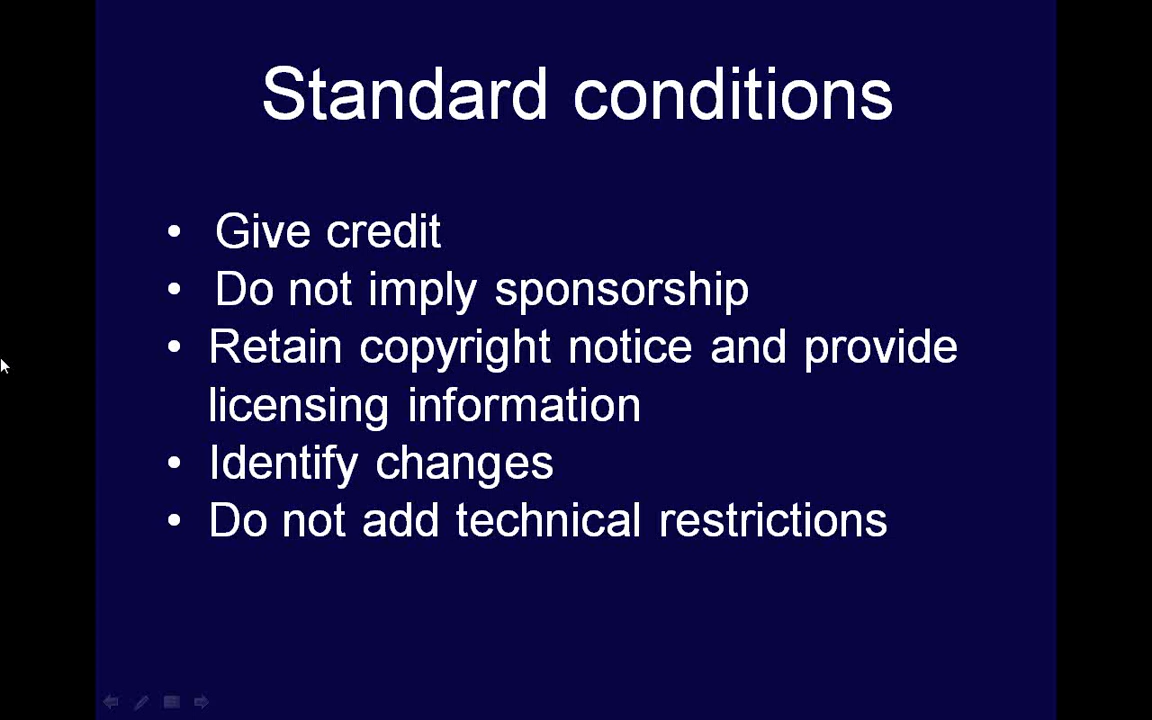 Standard conditions
• Give credit
• Do not imply sponsorship
• Retain copyright notice and provide
licensing information
• Identify changes
• Do not add technical restrictions